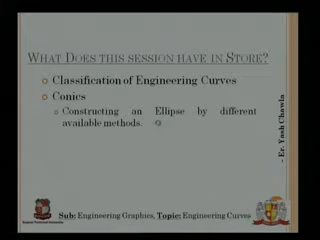 WHAT DOES THIS SESSION HAVE IN STORE?
Classification of Engineering Curves
Conics
Constructing an Ellipse by different
available methods.
- Er. Yash Chawla
Sub: Engineering Graphics, Topic: Engineering Curves